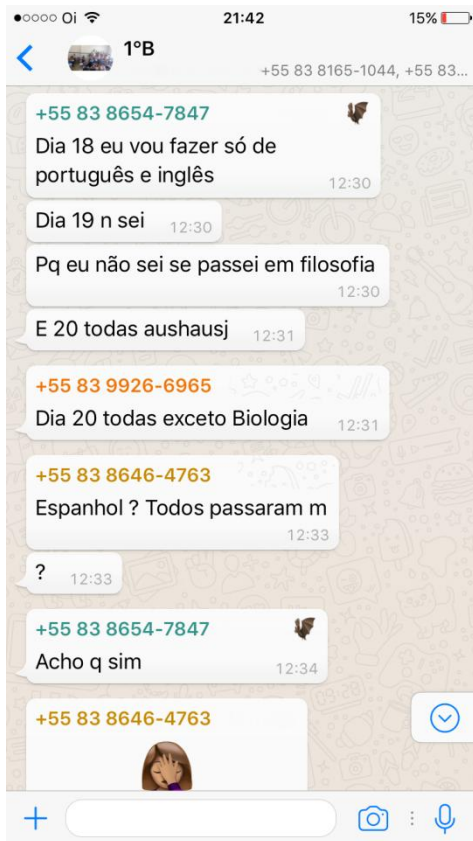 Oi
21:42
15%
1°B
+55 83 8165-1044, +55 83...
+55 83 8654-7847
Dia 18 eu vou fazer só de
português e inglês
12:30
Dia 19 n sei 12:30
Pq eu não sei se passei em filosofia
12:30
E 20 todas aushausj 12:31
+55 83 9926-6965
Dia 20 todas exceto Biologia 12:31
+55 83 8646-4763
Espanhol ? Todos passaram m
12:33
? 12:33
+55 83 8654-7847
Acho q sim 12:34
+55 83 8646-4763